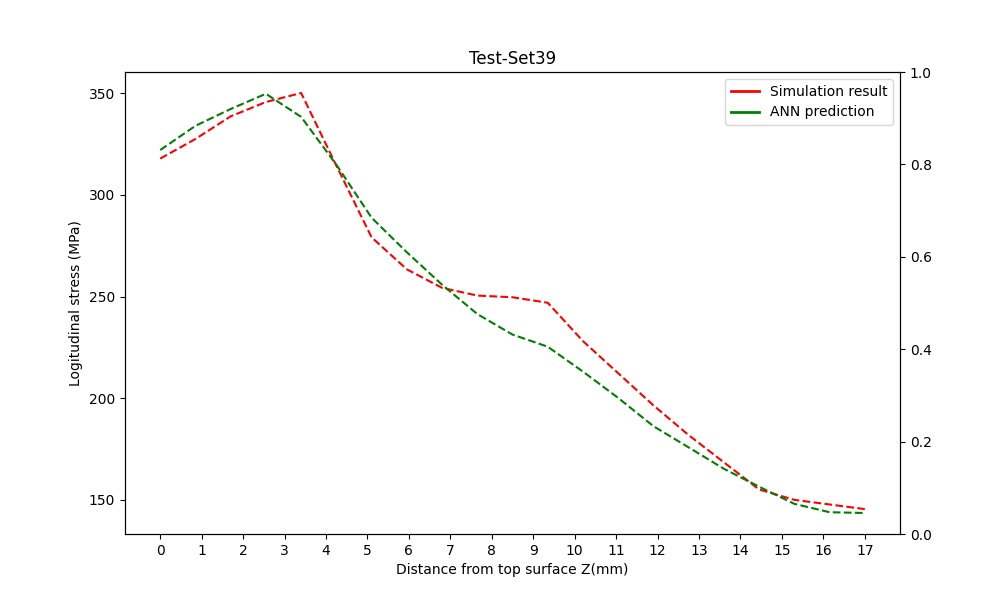 Test-Set39
Simulation result
ANN prediction
350
300
250
200
150
1.0
0.8
0.6
0.4
0.2
0.0
Logitudinal stress (MPa)
0 1 2 3 4 5 6 7 8 9 10 11 12 13 14 15 16 17
Distance from top surface Z(mm)